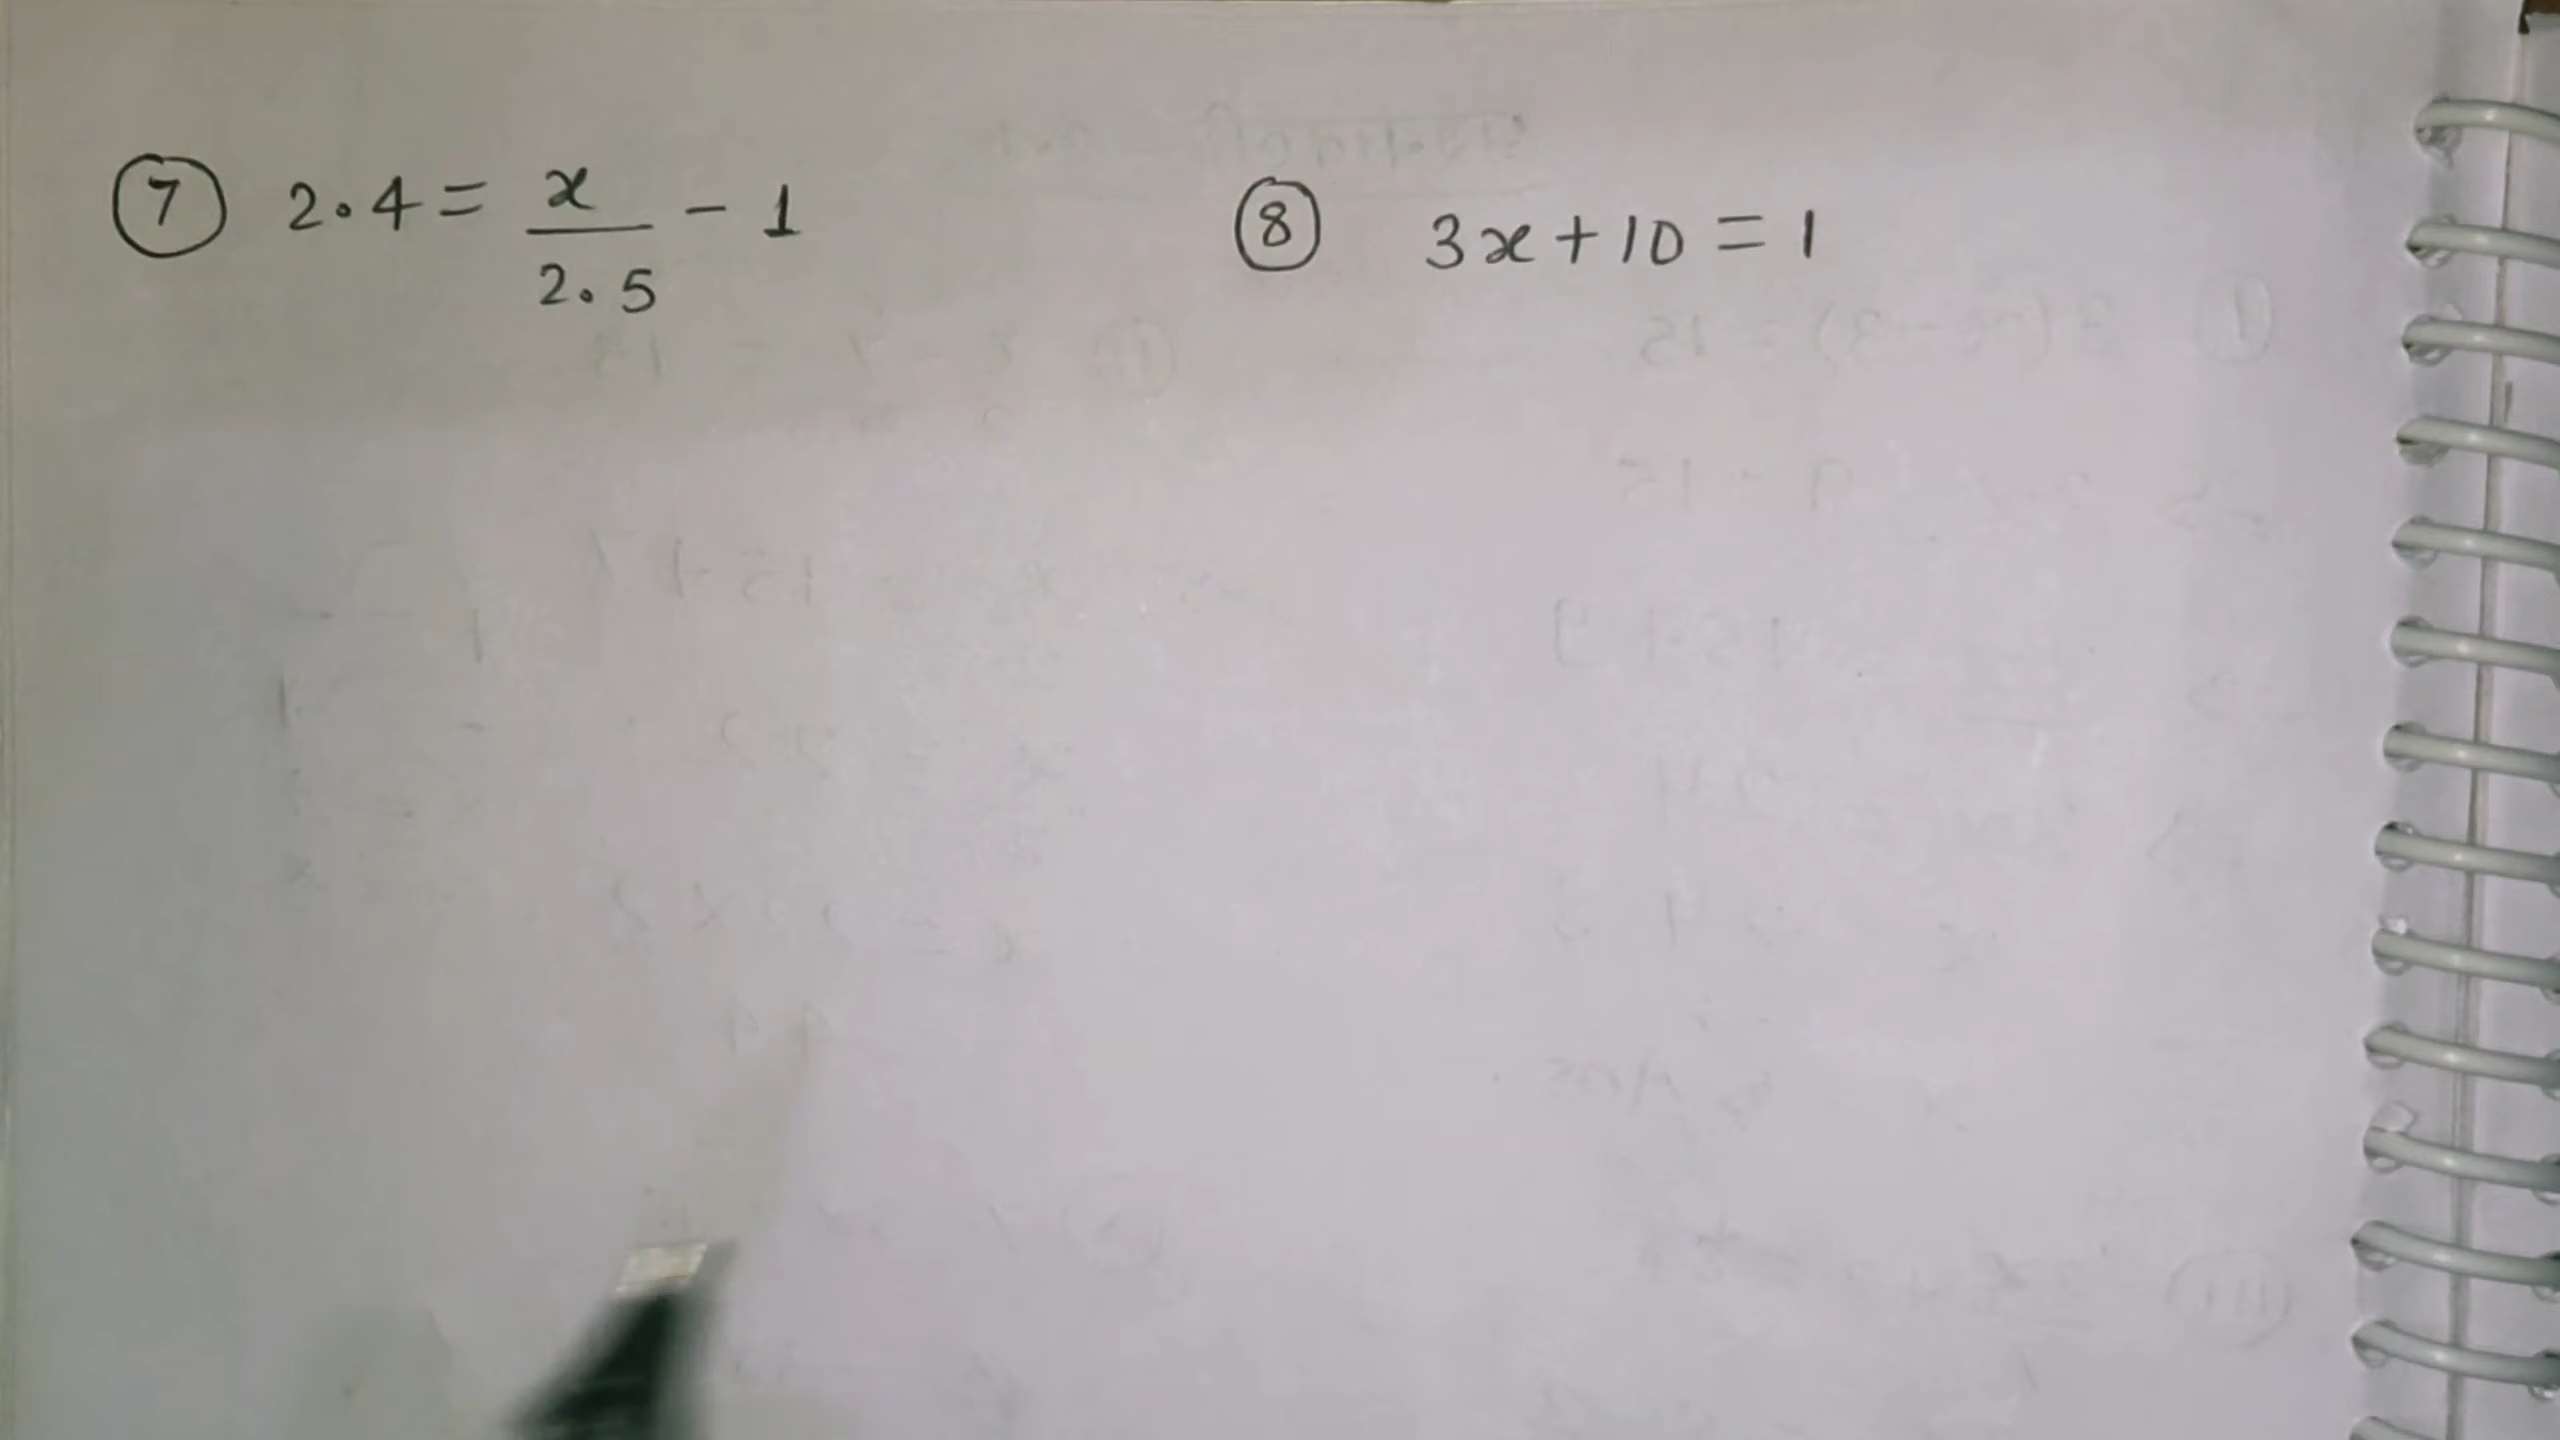 ⑦ 2.4 = x/2.5 - 1
⑧ 3x + 10 = 1